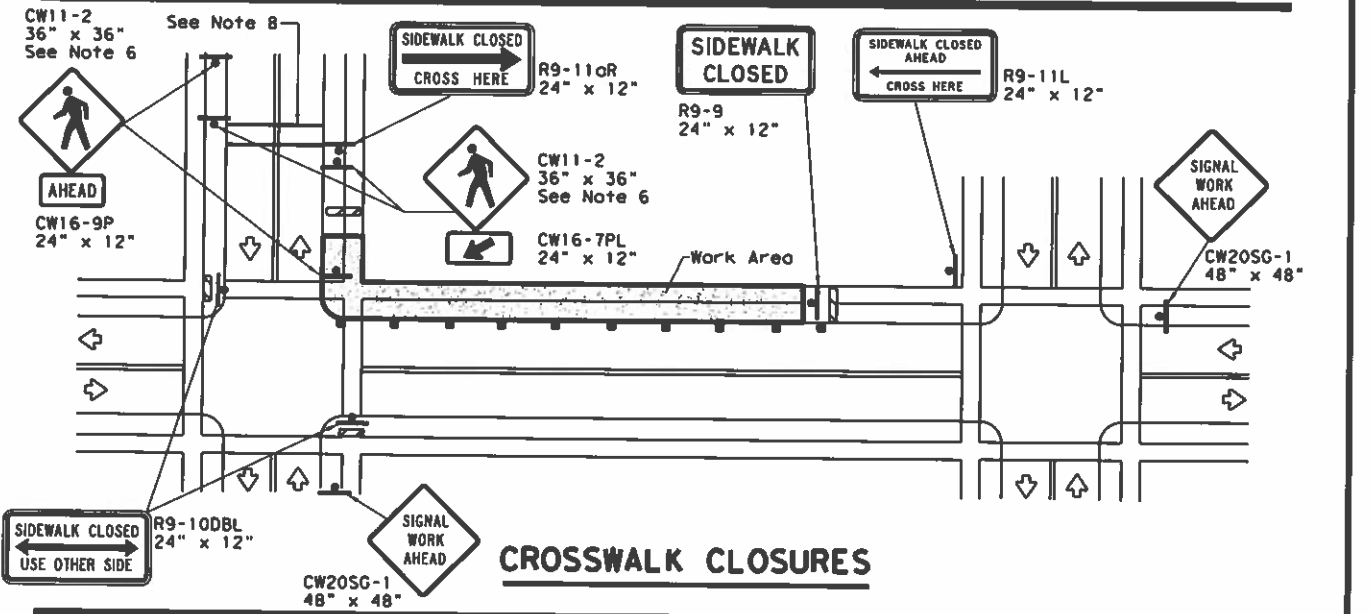 CW11-2
36" x 36"
See Note 6
See Note 8
SIDEWALK CLOSED
CROSS HERE
R9-11aR
24" x 12"
SIDEWALK
CLOSED
R9-9
24" x 12"
SIDEWALK CLOSED
AHEAD
CROSS HERE
R9-11L
24" x 12"
AHEAD
CW16-9P
24" x 12"
CW11-2
36" x 36"
See Note 6
CW16-7PL
24" x 12"
Work Area
SIGNAL
WORK
AHEAD
CW20SG-1
48" x 48"
SIDEWALK CLOSED
USE OTHER SIDE
R9-10DBL
24" x 12"
SIGNAL
WORK
AHEAD
CW20SG-1
48" x 48"
CROSSWALK CLOSURES